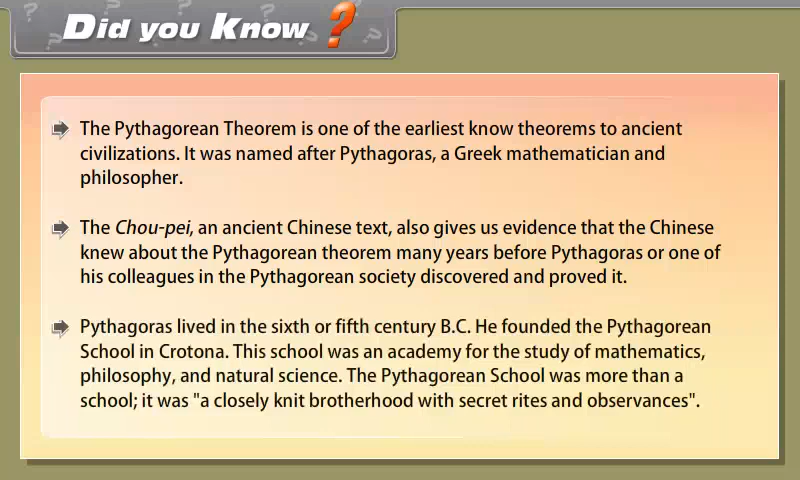 Did you Know ?
The Pythagorean Theorem is one of the earliest know theorems to ancient
civilizations. It was named after Pythagoras, a Greek mathematician and
philosopher.
The Chou-pei, an ancient Chinese text, also gives us evidence that the Chinese
knew about the Pythagorean theorem many years before Pythagoras or one of
his colleagues in the Pythagorean society discovered and proved it.
Pythagoras lived in the sixth or fifth century B.C. He founded the Pythagorean
School in Crotona. This school was an academy for the study of mathematics,
philosophy, and natural science. The Pythagorean School was more than a
school; it was "a closely knit brotherhood with secret rites and observances".